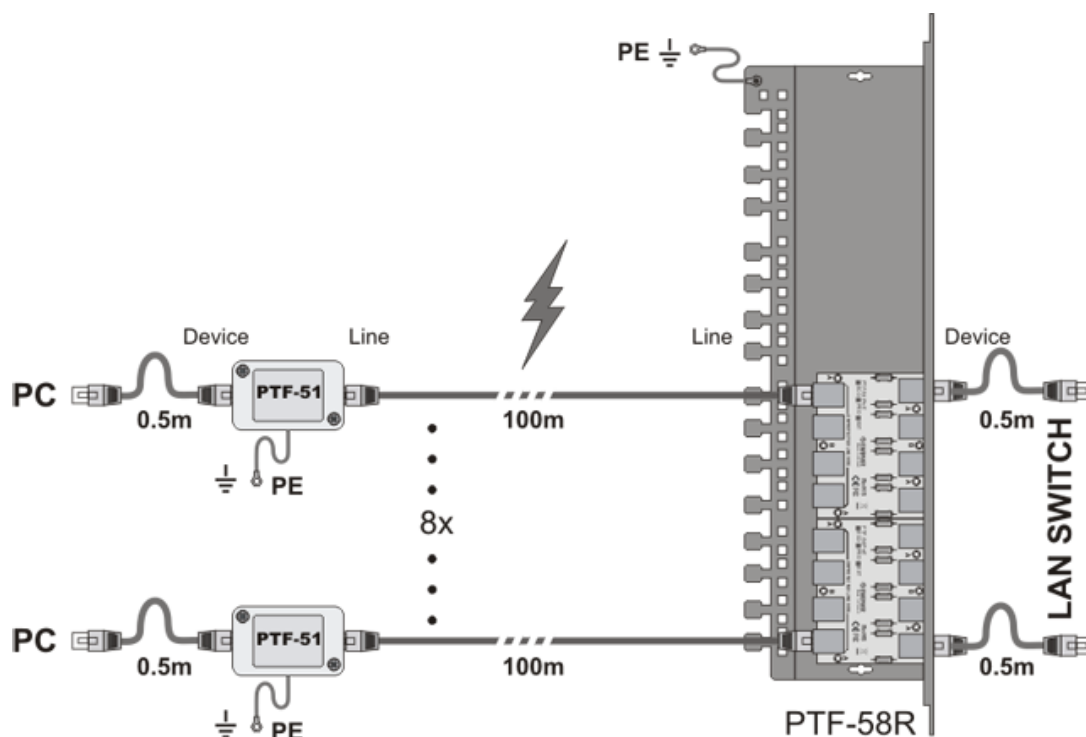 PE
Device
Line
Line
Device
PC
PTF-51
0.5m
100m
0.5m
PE
8x
LAN SWITCH
PC
PTF-51
0.5m
100m
0.5m
PE
PTF-58R